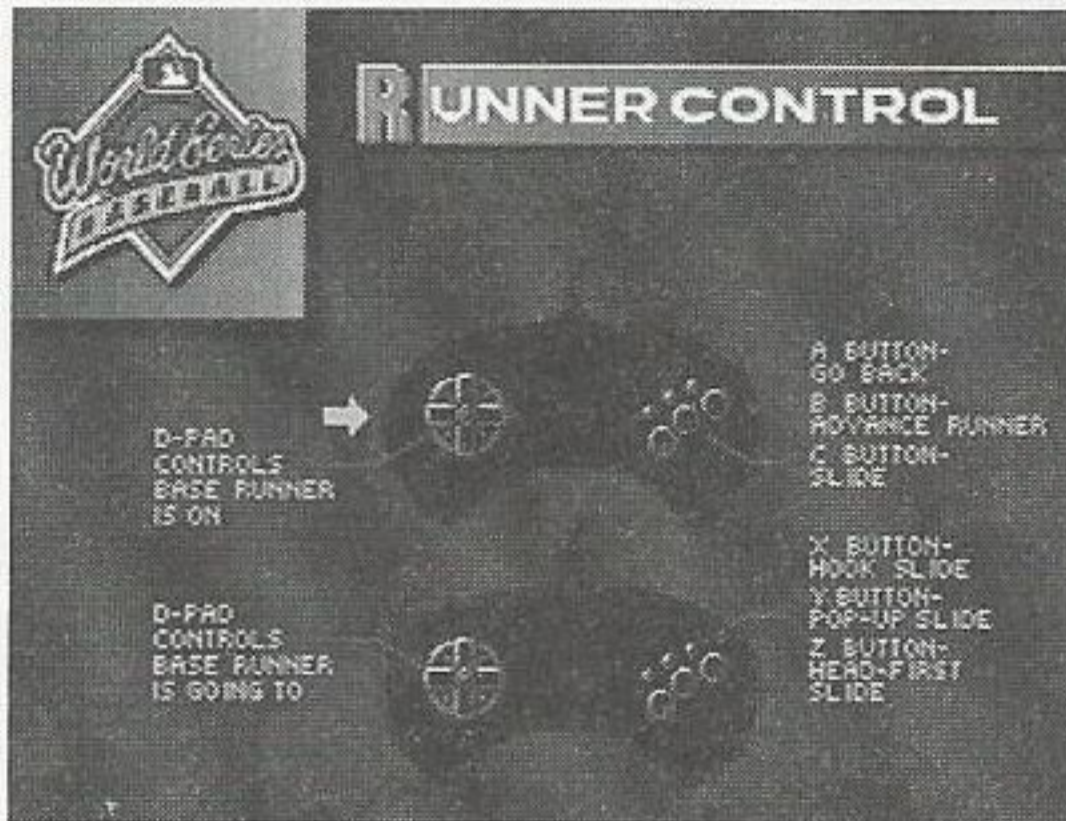 World Series
BASEBALL
RUNNER CONTROL
D-PAD
CONTROLS
BASE RUNNER
IS ON
A BUTTON-
GO BACK
B BUTTON-
ADVANCE RUNNER
C BUTTON-
SLIDE
D-PAD
CONTROLS
BASE RUNNER
IS GOING TO
X BUTTON-
HOOK SLIDE
Y BUTTON-
POP-UP SLIDE
Z BUTTON-
HEAD-FIRST
SLIDE